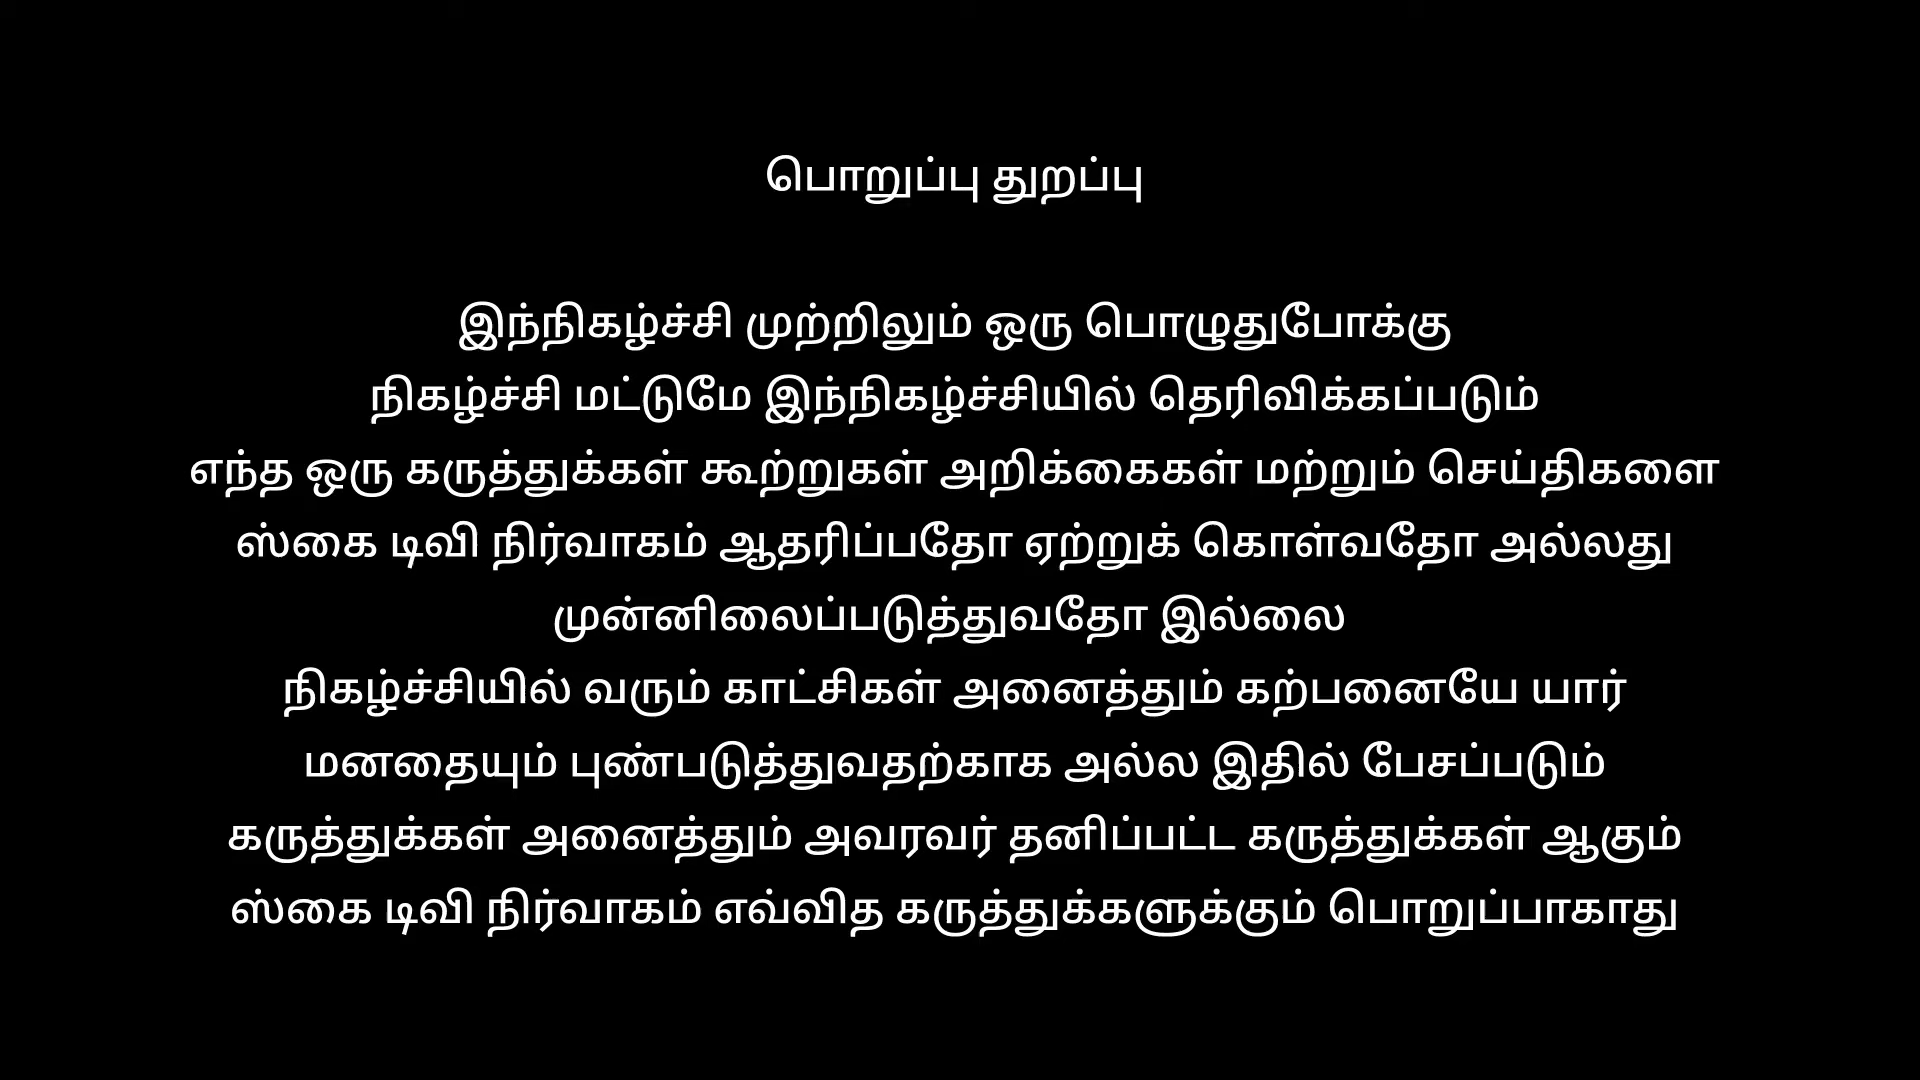 பொறுப்பு துறப்பு
இந்நிகழ்ச்சி முற்றிலும் ஒரு பொழுதுபோக்கு
நிகழ்ச்சி மட்டுமே இந்நிகழ்ச்சியில் தெரிவிக்கப்படும்
எந்த ஒரு கருத்துக்கள் கூற்றுகள் அறிக்கைகள் மற்றும் செய்திகளை
ஸ்கை டிவி நிர்வாகம் ஆதரிப்பதோ ஏற்றுக் கொள்வதோ அல்லது
முன்னிலைப்படுத்துவதோ இல்லை
நிகழ்ச்சியில் வரும் காட்சிகள் அனைத்தும் கற்பனையே யார்
மனதையும் புண்படுத்துவதற்காக அல்ல இதில் பேசப்படும்
கருத்துக்கள் அனைத்தும் அவரவர் தனிப்பட்ட கருத்துக்கள் ஆகும்
ஸ்கை டிவி நிர்வாகம் எவ்வித கருத்துக்களுக்கும் பொறுப்பாகாது